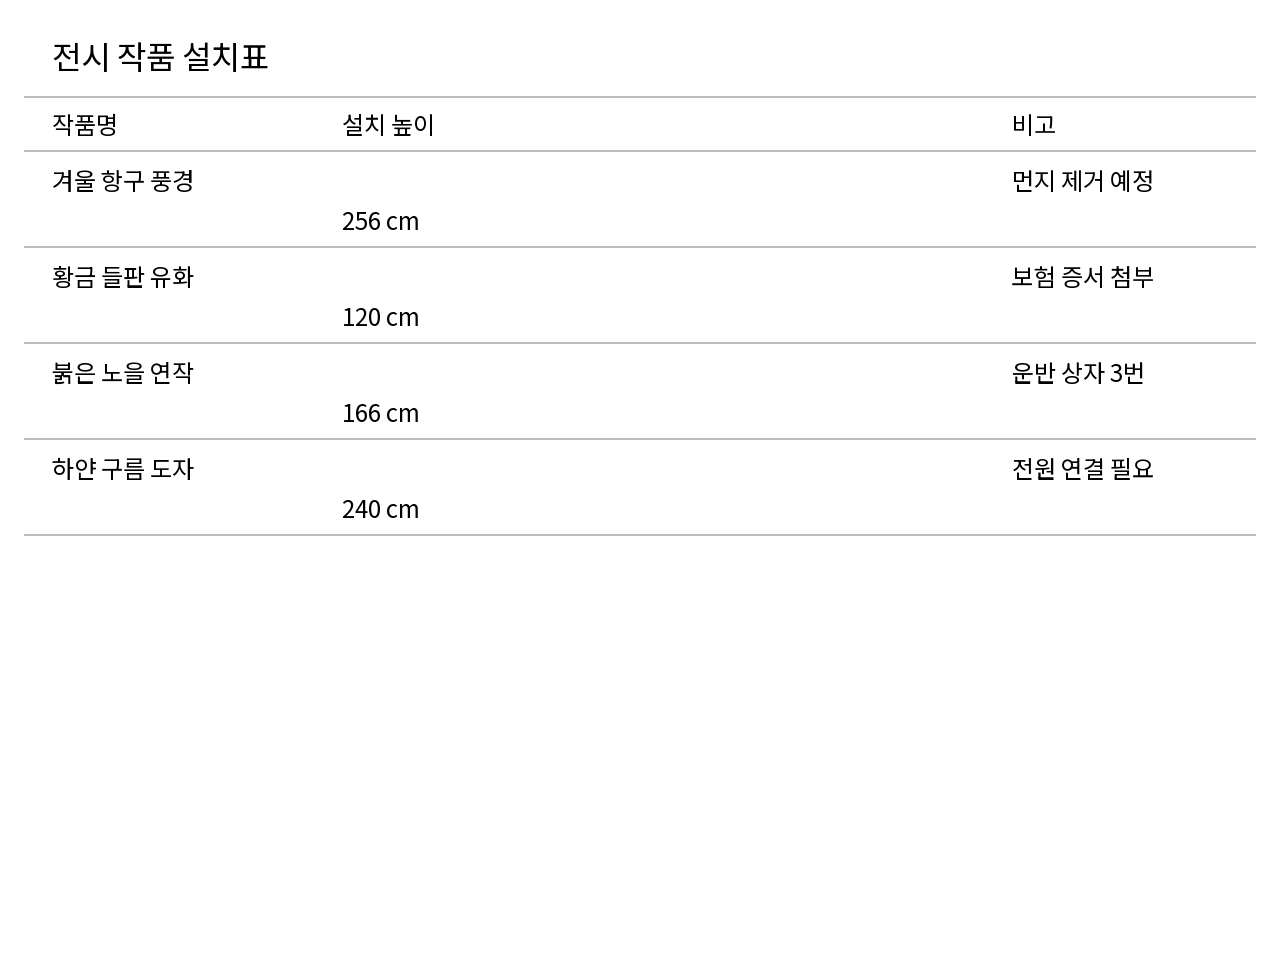 전시 작품 설치표
작품명 설치 높이 비고
겨울 항구 풍경 먼지 제거 예정
256 cm
황금 들판 유화 보험 증서 첨부
120 cm
붉은 노을 연작 운반 상자 3번
166 cm
하얀 구름 도자 전원 연결 필요
240 cm